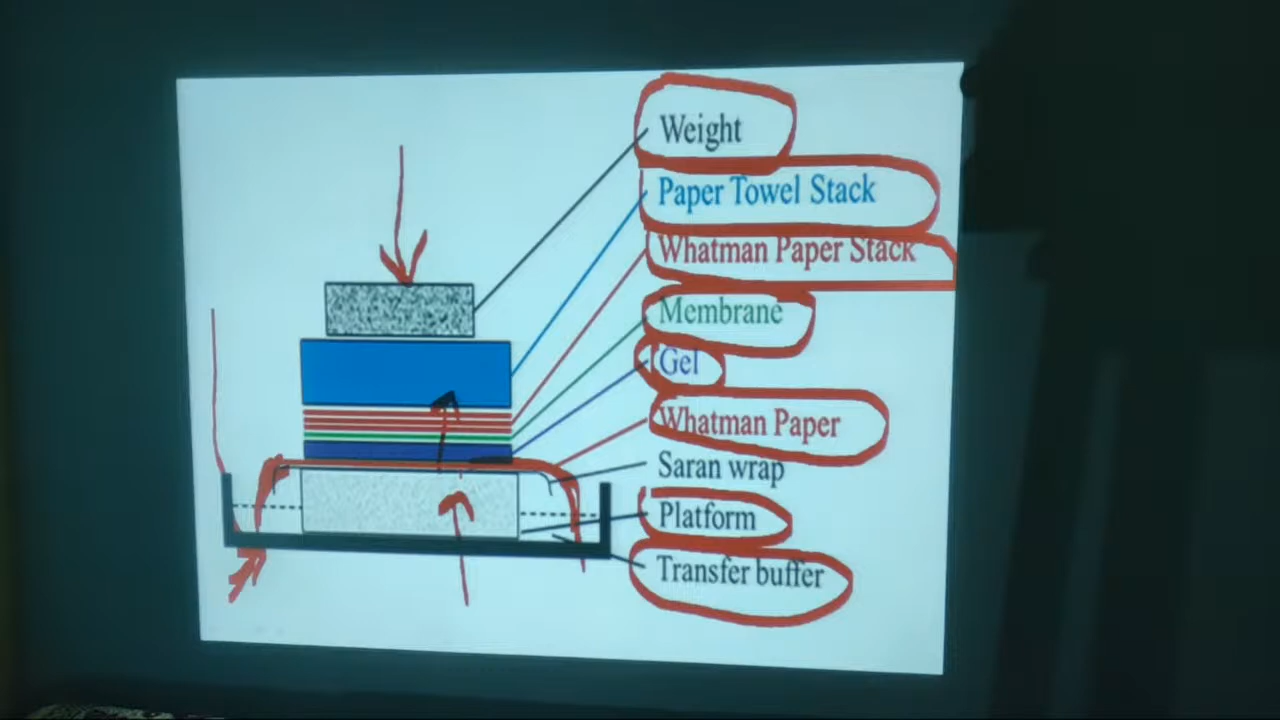 Weight
Paper Towel Stack
Whatman Paper Stack
Membrane
Gel
Whatman Paper
Saran wrap
Platform
Transfer buffer